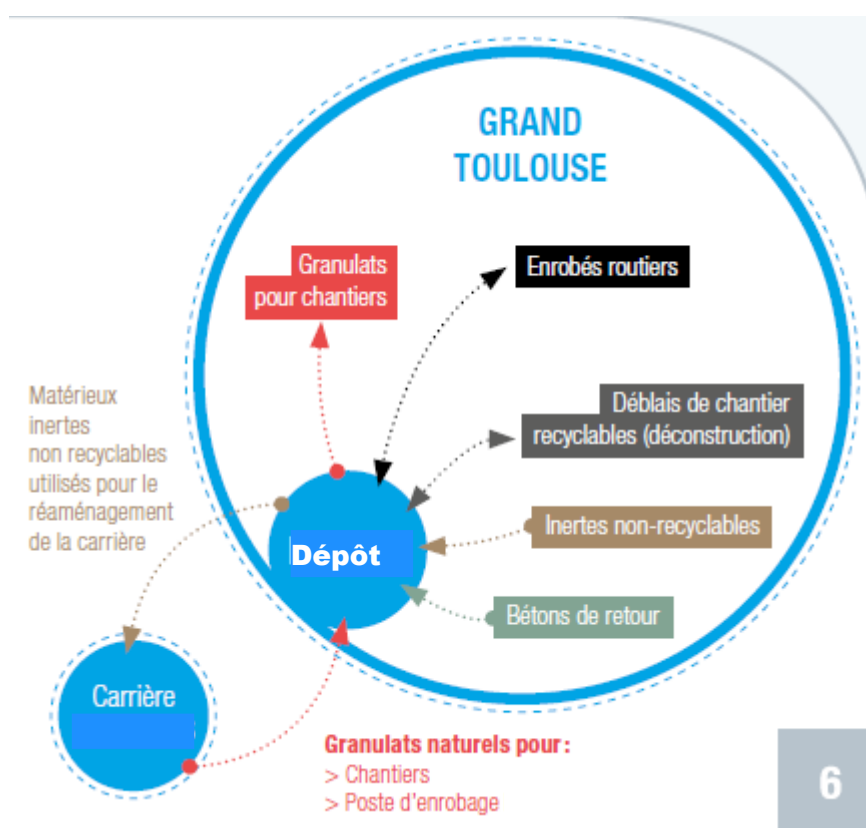 GRAND
TOULOUSE
Granulats
pour chantiers
Enrobés routiers
Matérieux
inertes
non recyclables
utilisés pour le
réaménagement
de la carrière
Déblais de chantier
recyclables (déconstruction)
Inertes non-recyclables
Dépôt
Bétons de retour
Carrière
Granulats naturels pour :
> Chantiers
> Poste d'enrobage
6